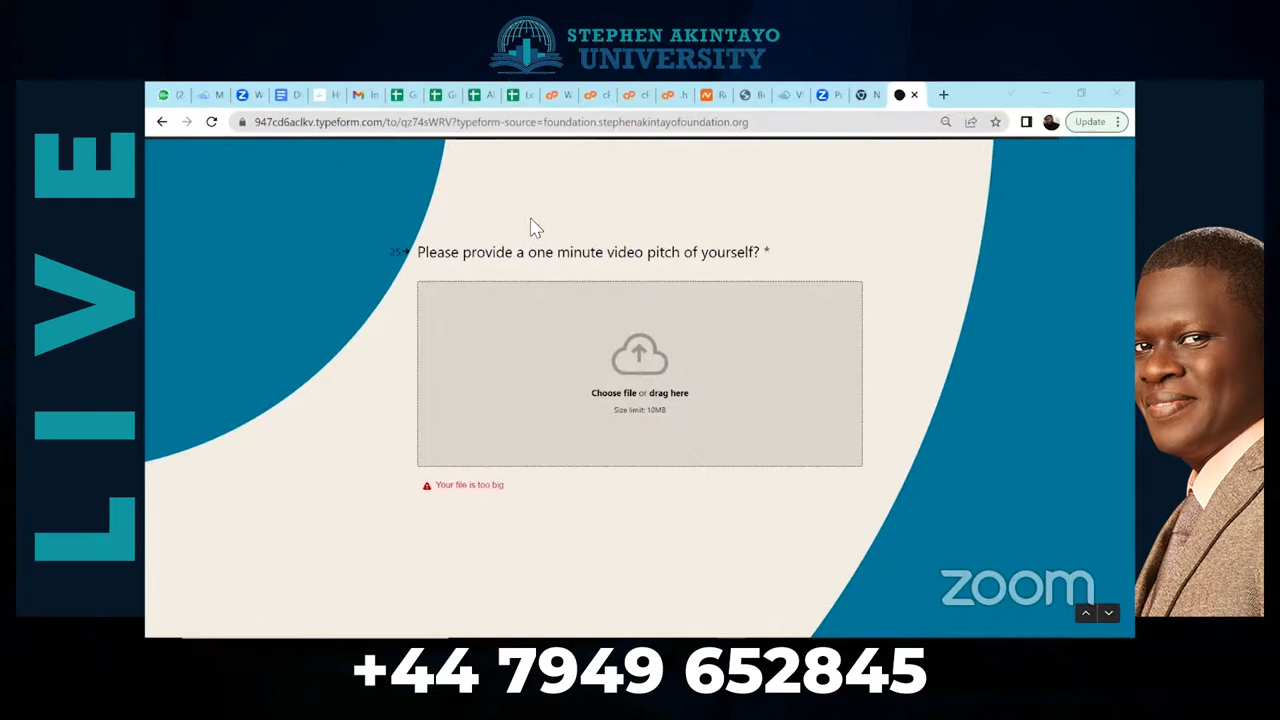 STEPHEN AKINTAYO
UNIVERSITY
LIVE
947cd6aclkv.typeform.com/to/qz74sWRV?typeform-source=foundation.stephenakintayofoundation.org
Update
25
Please provide a one minute video pitch of yourself? *
Choose file or drag here
Size limit: 10MB
Your file is too big
zoom
+44 7949 652845